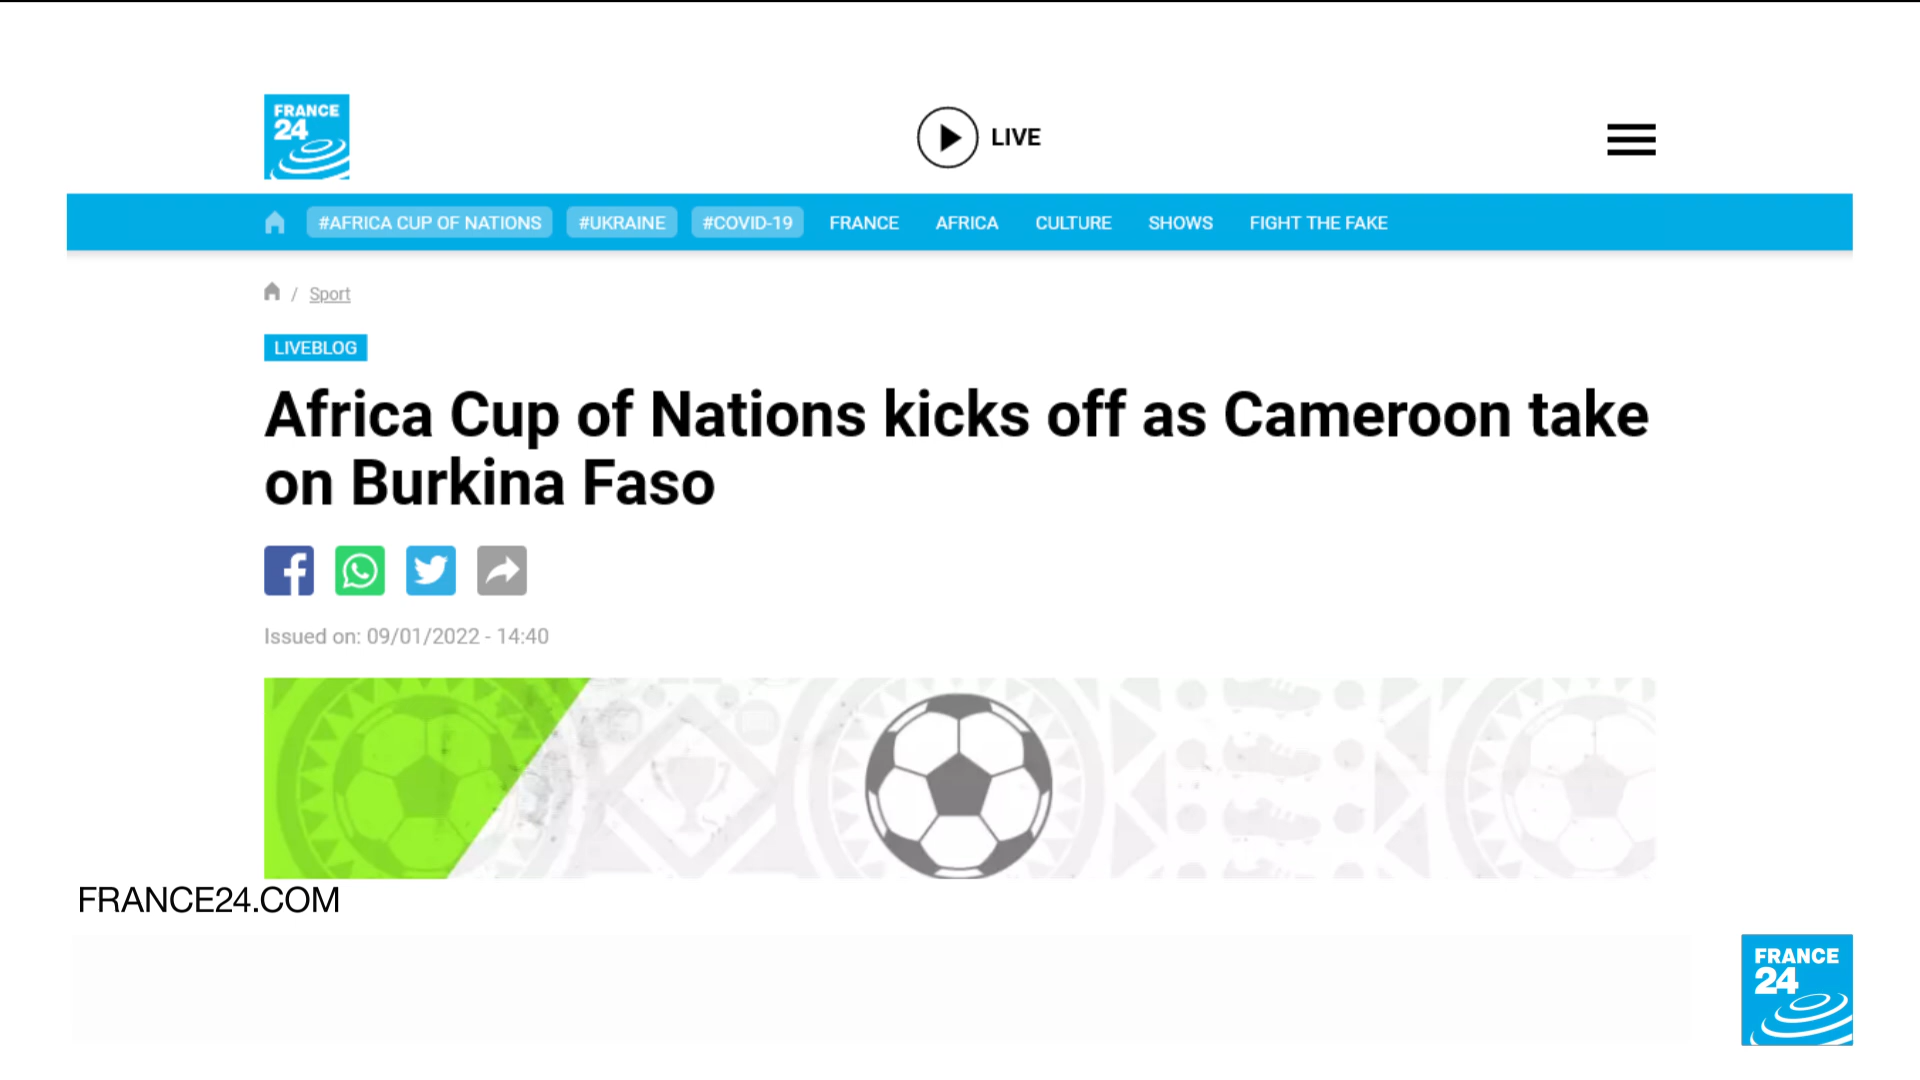 FRANCE
24
LIVE
#AFRICA CUP OF NATIONS #UKRAINE #COVID-19 FRANCE AFRICA CULTURE SHOWS FIGHT THE FAKE
/ Sport
LIVEBLOG
Africa Cup of Nations kicks off as Cameroon take
on Burkina Faso
Issued on: 09/01/2022 - 14:40
FRANCE24.COM
FRANCE
24